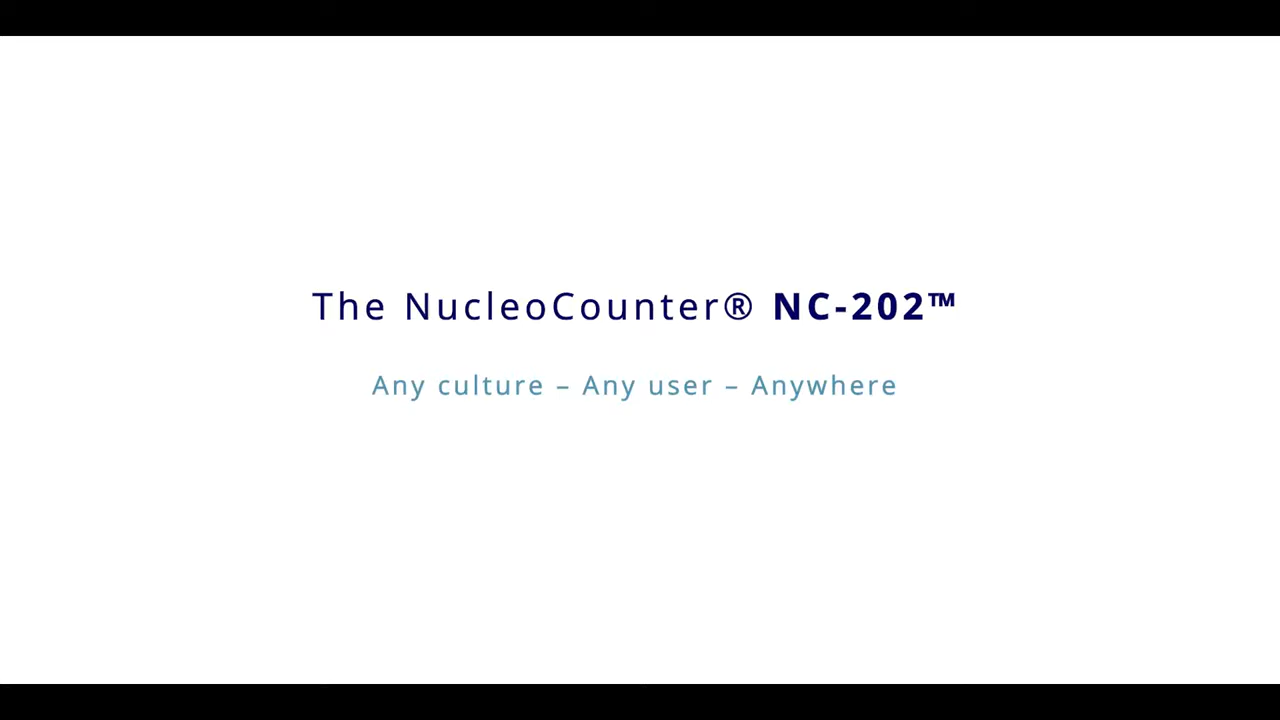 The NucleoCounter® NC-202™
Any culture – Any user – Anywhere